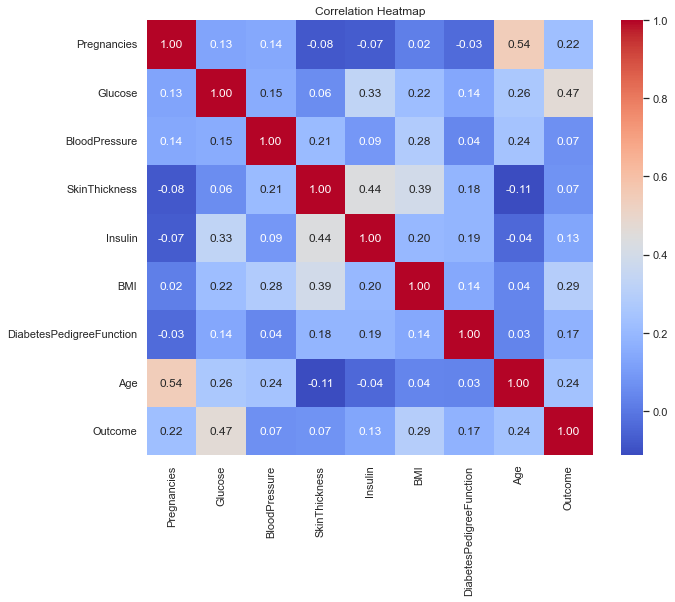 Correlation Heatmap
Pregnancies 1.00 0.13 0.14 -0.08 -0.07 0.02 -0.03 0.54 0.22
Glucose 0.13 1.00 0.15 0.06 0.33 0.22 0.14 0.26 0.47
BloodPressure 0.14 0.15 1.00 0.21 0.09 0.28 0.04 0.24 0.07
SkinThickness -0.08 0.06 0.21 1.00 0.44 0.39 0.18 -0.11 0.07
Insulin -0.07 0.33 0.09 0.44 1.00 0.20 0.19 -0.04 0.13
BMI 0.02 0.22 0.28 0.39 0.20 1.00 0.14 0.04 0.29
DiabetesPedigreeFunction -0.03 0.14 0.04 0.18 0.19 0.14 1.00 0.03 0.17
Age 0.54 0.26 0.24 -0.11 -0.04 0.04 0.03 1.00 0.24
Outcome 0.22 0.47 0.07 0.07 0.13 0.29 0.17 0.24 1.00
Pregnancies
Glucose
BloodPressure
SkinThickness
Insulin
BMI
DiabetesPedigreeFunction
Age
Outcome
1.0
0.8
0.6
0.4
0.2
0.0